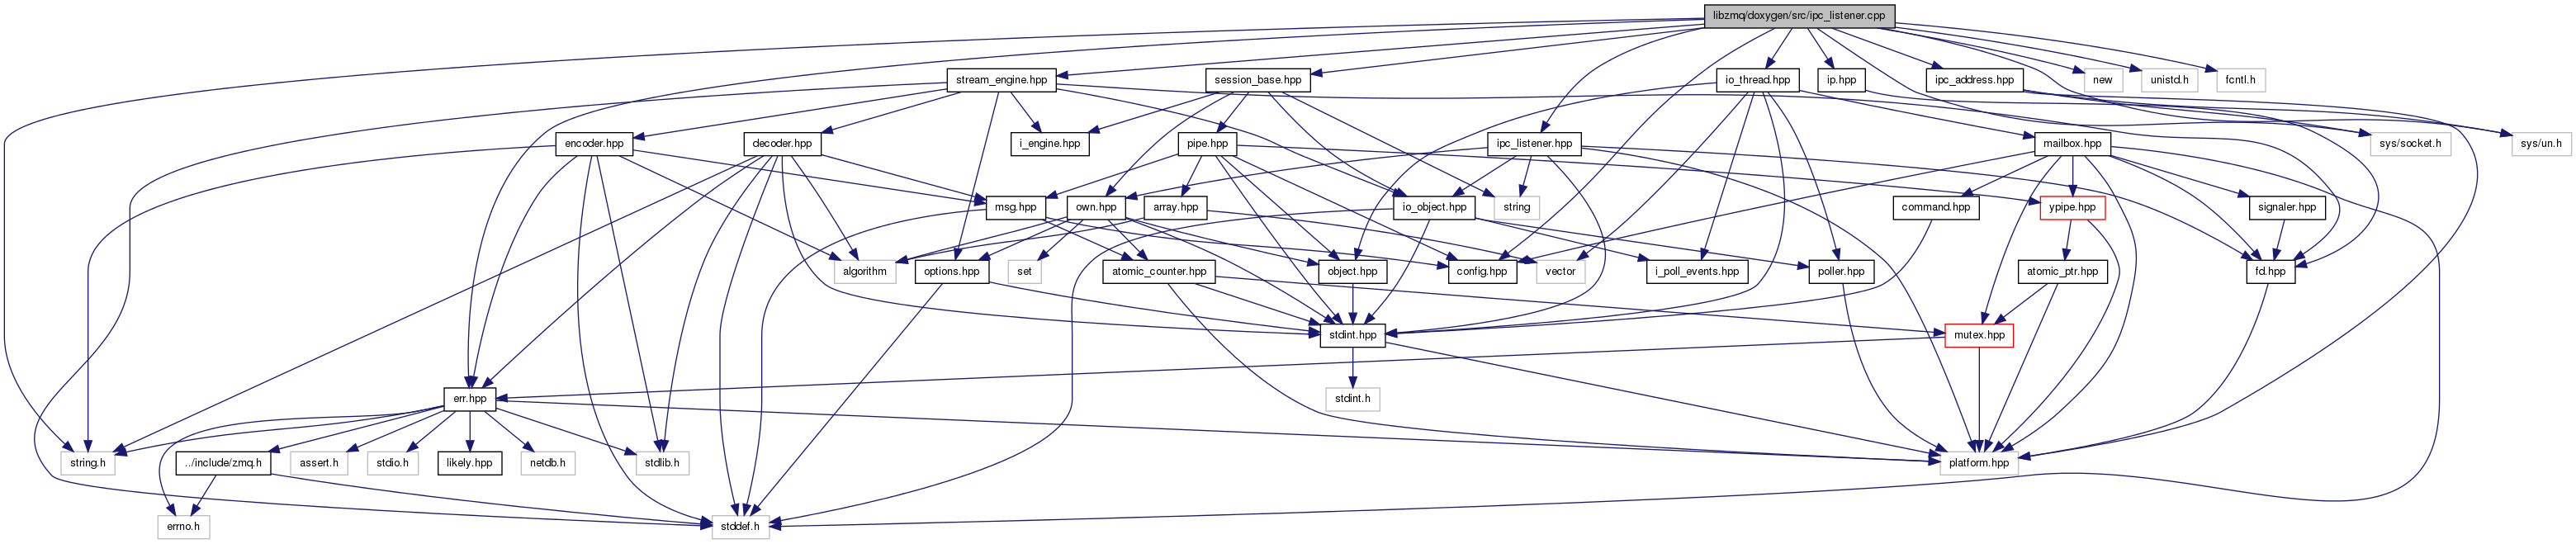 libzmq/doxygen/src/ipc_listener.cpp
stream_engine.hpp
session_base.hpp
io_thread.hpp
ip.hpp
ipc_address.hpp
new
unistd.h
fcntl.h
encoder.hpp
decoder.hpp
i_engine.hpp
pipe.hpp
ipc_listener.hpp
mailbox.hpp
sys/socket.h
sys/un.h
msg.hpp
own.hpp
array.hpp
io_object.hpp
string
command.hpp
ypipe.hpp
signaler.hpp
algorithm
options.hpp
set
atomic_counter.hpp
object.hpp
config.hpp
vector
i_poll_events.hpp
poller.hpp
atomic_ptr.hpp
fd.hpp
stdint.hpp
mutex.hpp
err.hpp
stdint.h
string.h
../include/zmq.h
assert.h
stdio.h
likely.hpp
netdb.h
stdlib.h
platform.hpp
errno.h
stddef.h